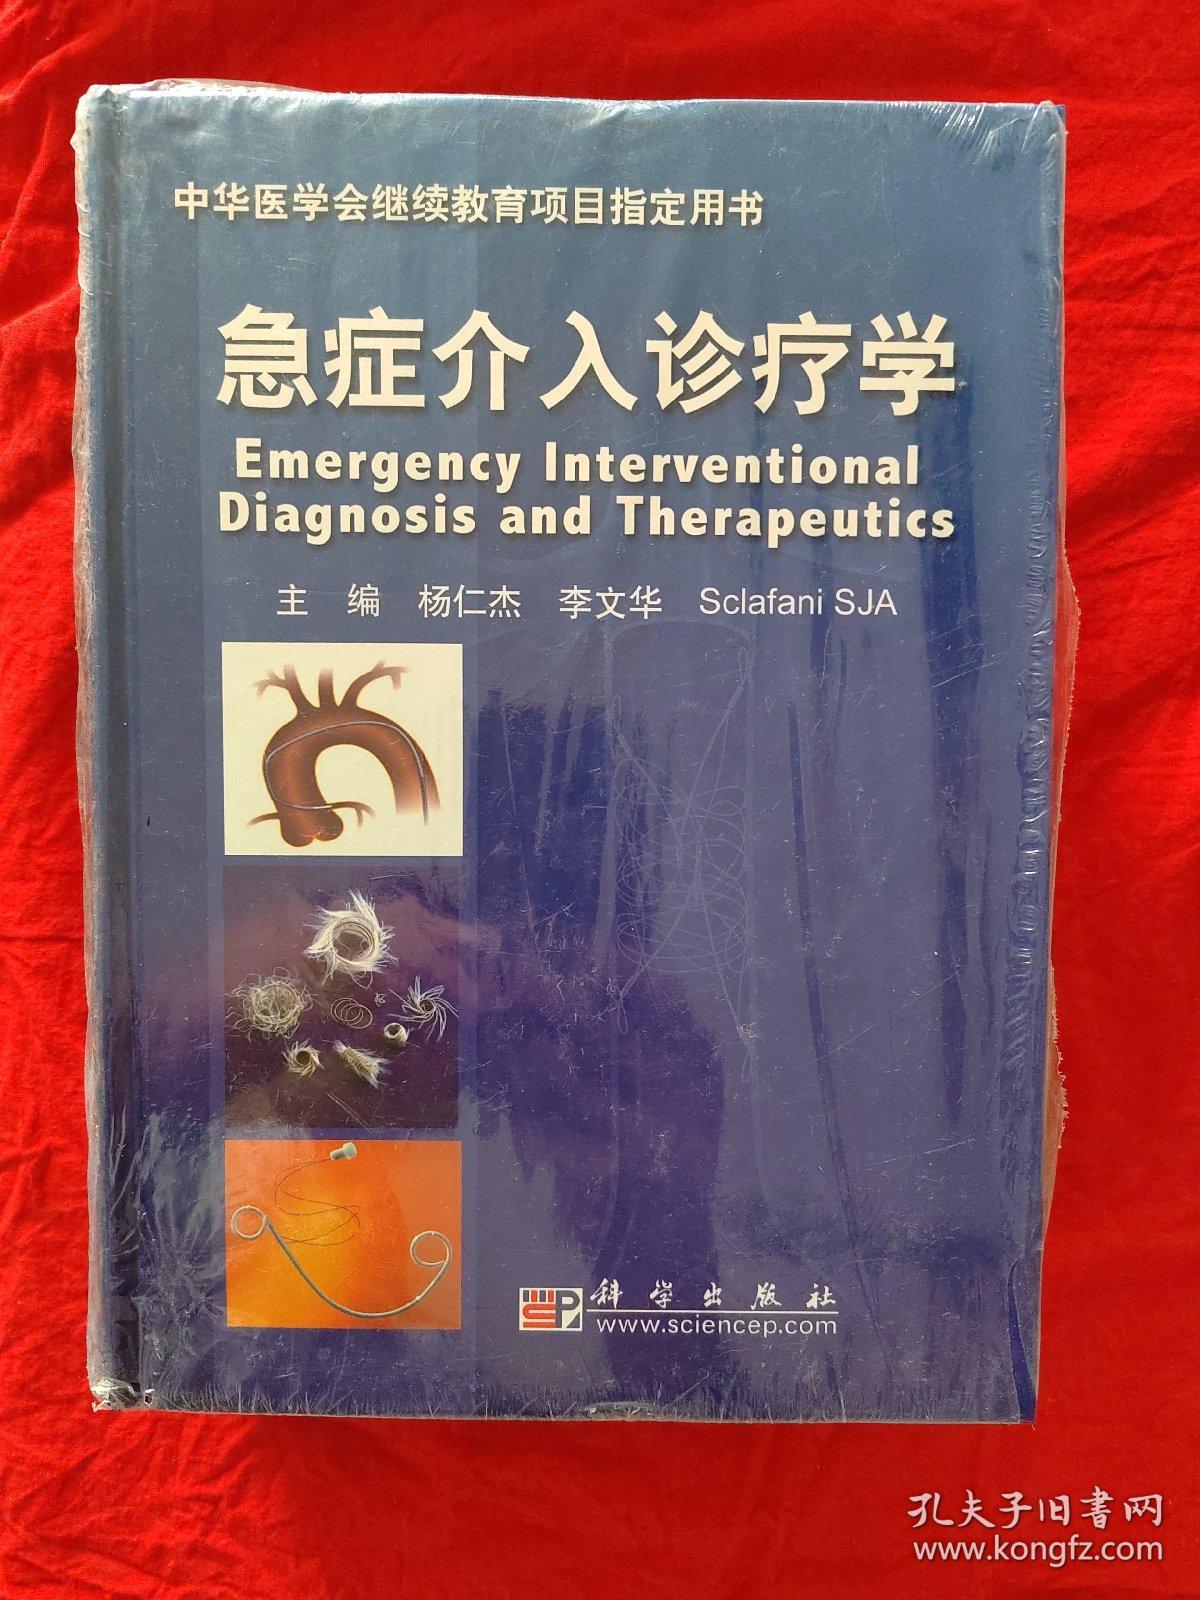 中华医学会继续教育项目指定用书
急症介入诊疗学
Emergency Interventional
Diagnosis and Therapeutics
主 编 杨仁杰 李文华 Sclafani SJA
科学出版社
www.sciencep.com
孔夫子旧书网
www.kongfz.com